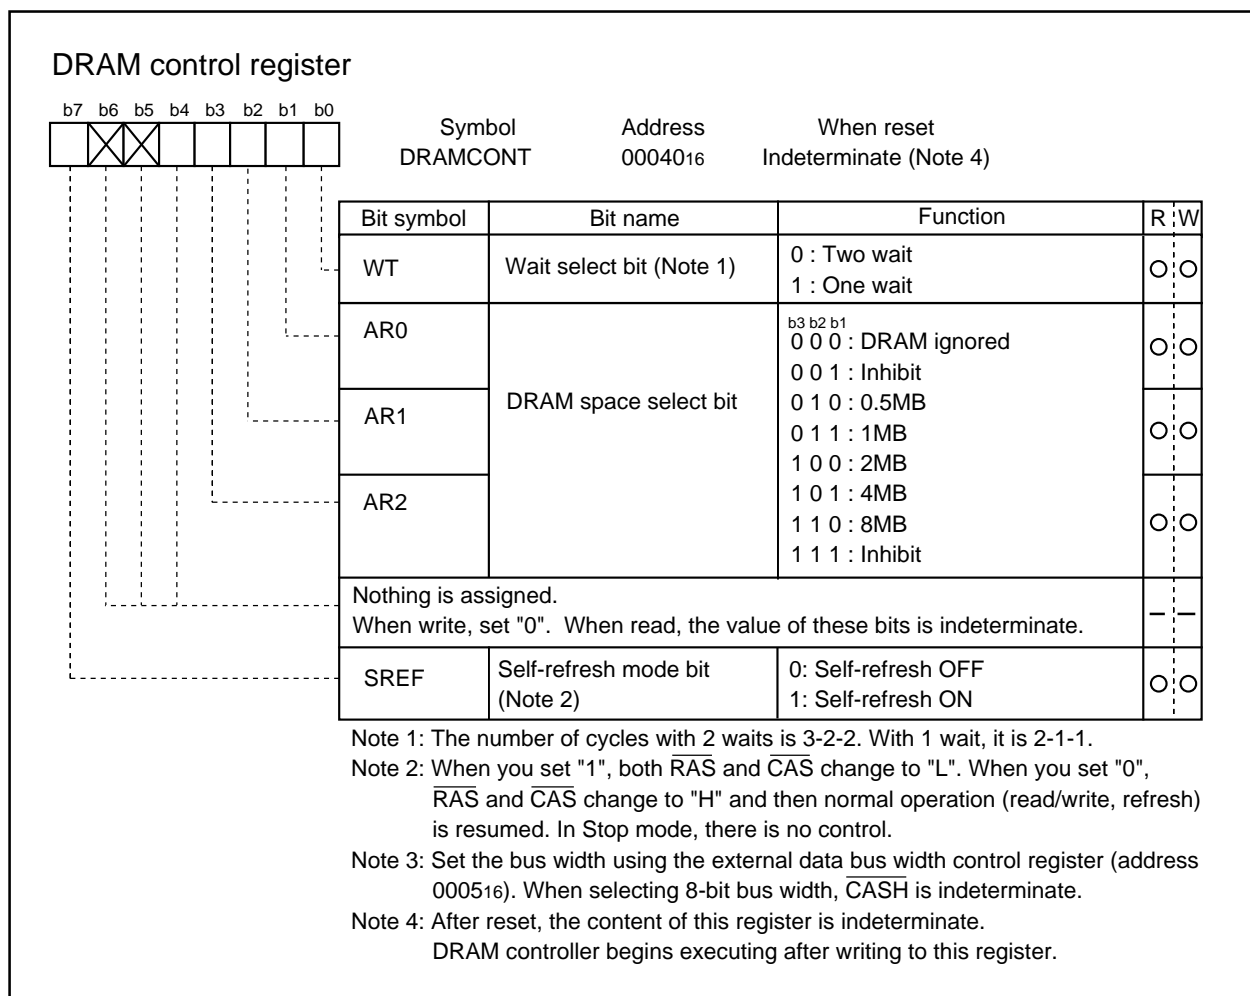 DRAM control register
b7 b6 b5 b4 b3 b2 b1 b0
Symbol Address When reset
DRAMCONT 0004016 Indeterminate (Note 4)
Bit symbol Bit name Function R W
WT Wait select bit (Note 1) 0 : Two wait
1 : One wait
AR0 b3 b2 b1
0 0 0 : DRAM ignored
0 0 1 : Inhibit
AR1 DRAM space select bit 0 1 0 : 0.5MB
0 1 1 : 1MB
1 0 0 : 2MB
AR2 1 0 1 : 4MB
1 1 0 : 8MB
1 1 1 : Inhibit
Nothing is assigned.
When write, set "0". When read, the value of these bits is indeterminate.
SREF Self-refresh mode bit 0: Self-refresh OFF
(Note 2) 1: Self-refresh ON
Note 1: The number of cycles with 2 waits is 3-2-2. With 1 wait, it is 2-1-1.
Note 2: When you set "1", both RAS and CAS change to "L". When you set "0",
RAS and CAS change to "H" and then normal operation (read/write, refresh)
is resumed. In Stop mode, there is no control.
Note 3: Set the bus width using the external data bus width control register (address
000516). When selecting 8-bit bus width, CASH is indeterminate.
Note 4: After reset, the content of this register is indeterminate.
DRAM controller begins executing after writing to this register.